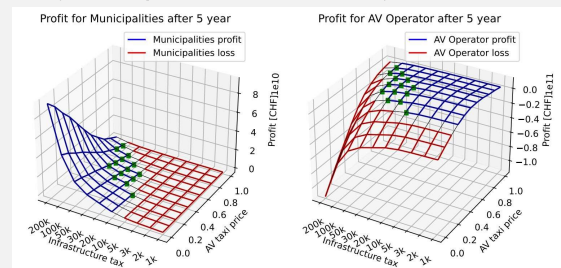 Profit for Municipalities after 5 year
Municipalities profit
Municipalities loss
8
6
4
2
0
Profit [CHF]1e10
200k
100k
50k
30k
20k
10k
5k
3k
2k
1k
Infrastructure tax
0.0
0.2
0.4
0.6
0.8
1.0
AV taxi price
Profit for AV Operator after 5 year
AV Operator profit
AV Operator loss
0.0
−0.2
−0.4
−0.6
−0.8
−1.0
Profit [CHF]1e10
200k
100k
50k
30k
20k
10k
5k
3k
2k
1k
Infrastructure tax
0.0
0.2
0.4
0.6
0.8
1.0
AV taxi price